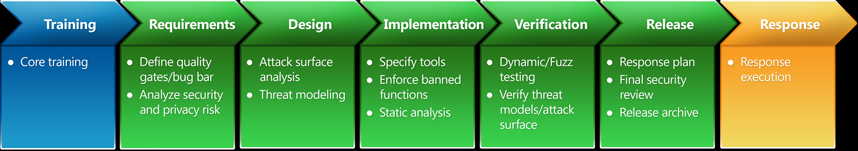 Training
Core training
Requirements
Define quality
gates/bug bar
Analyze security
and privacy risk
Design
Attack surface
analysis
Threat modeling
Implementation
Specify tools
Enforce banned
functions
Static analysis
Verification
Dynamic/Fuzz
testing
Verify threat
models/attack
surface
Release
Response plan
Final security
review
Release archive
Response
Response
execution